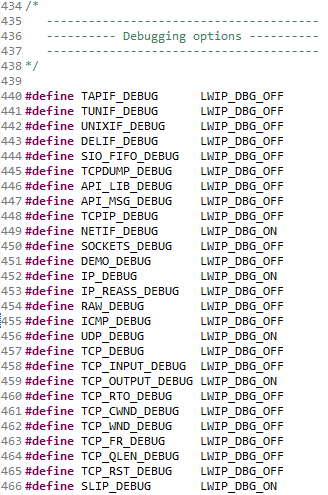 434 /*
435 -----------------------------------
436 ---------- Debugging options ----------
437 -----------------------------------
438 */
439
440 #define TAPIF_DEBUG LWIP_DBG_OFF
441 #define TUNIF_DEBUG LWIP_DBG_OFF
442 #define UNIXIF_DEBUG LWIP_DBG_OFF
443 #define DELIF_DEBUG LWIP_DBG_OFF
444 #define SIO_FIFO_DEBUG LWIP_DBG_OFF
445 #define TCPDUMP_DEBUG LWIP_DBG_OFF
446 #define API_LIB_DEBUG LWIP_DBG_OFF
447 #define API_MSG_DEBUG LWIP_DBG_OFF
448 #define TCPIP_DEBUG LWIP_DBG_OFF
449 #define NETIF_DEBUG LWIP_DBG_ON
450 #define SOCKETS_DEBUG LWIP_DBG_OFF
451 #define DEMO_DEBUG LWIP_DBG_OFF
452 #define IP_DEBUG LWIP_DBG_ON
453 #define IP_REASS_DEBUG LWIP_DBG_OFF
454 #define RAW_DEBUG LWIP_DBG_OFF
455 #define ICMP_DEBUG LWIP_DBG_OFF
456 #define UDP_DEBUG LWIP_DBG_ON
457 #define TCP_DEBUG LWIP_DBG_OFF
458 #define TCP_INPUT_DEBUG LWIP_DBG_OFF
459 #define TCP_OUTPUT_DEBUG LWIP_DBG_ON
460 #define TCP_RTO_DEBUG LWIP_DBG_OFF
461 #define TCP_CWND_DEBUG LWIP_DBG_OFF
462 #define TCP_WND_DEBUG LWIP_DBG_OFF
463 #define TCP_FR_DEBUG LWIP_DBG_OFF
464 #define TCP_QLEN_DEBUG LWIP_DBG_OFF
465 #define TCP_RST_DEBUG LWIP_DBG_OFF
466 #define SLIP_DEBUG LWIP_DBG_ON